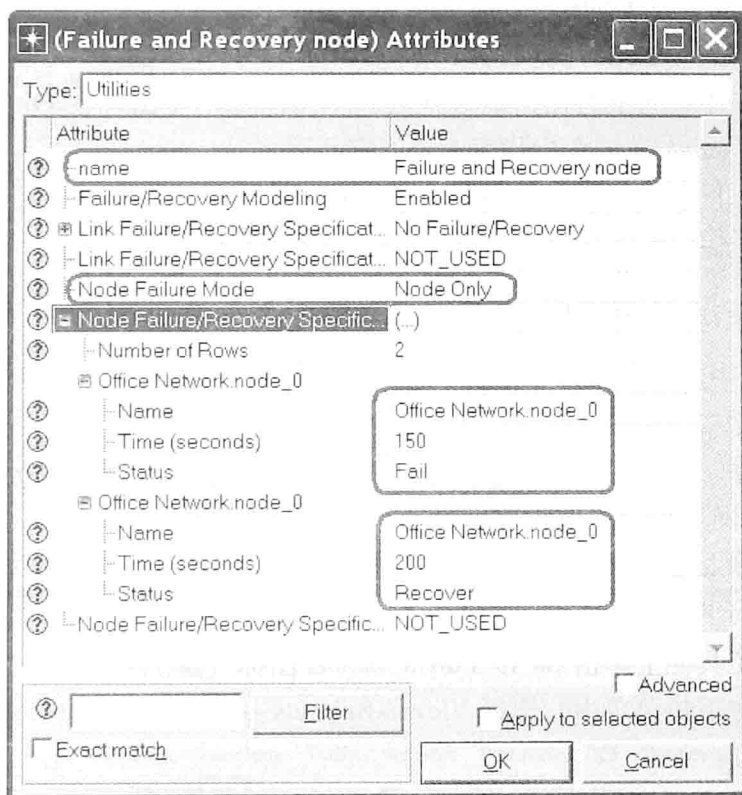 (Failure and Recovery node) Attributes
Type: Utilities
Attribute Value
name Failure and Recovery node
Failure/Recovery Modeling Enabled
Link Failure/Recovery Specificat... No Failure/Recovery
Link Failure/Recovery Specificat... NOT_USED
Node Failure Mode Node Only
Node Failure/Recovery Specific... (...)
Number of Rows 2
Office Network.node_0
Name Office Network.node_0
Time (seconds) 150
Status Fail
Office Network.node_0
Name Office Network.node_0
Time (seconds) 200
Status Recover
Node Failure/Recovery Specific... NOT_USED
Advanced
Filter
Apply to selected objects
Exact match
OK Cancel